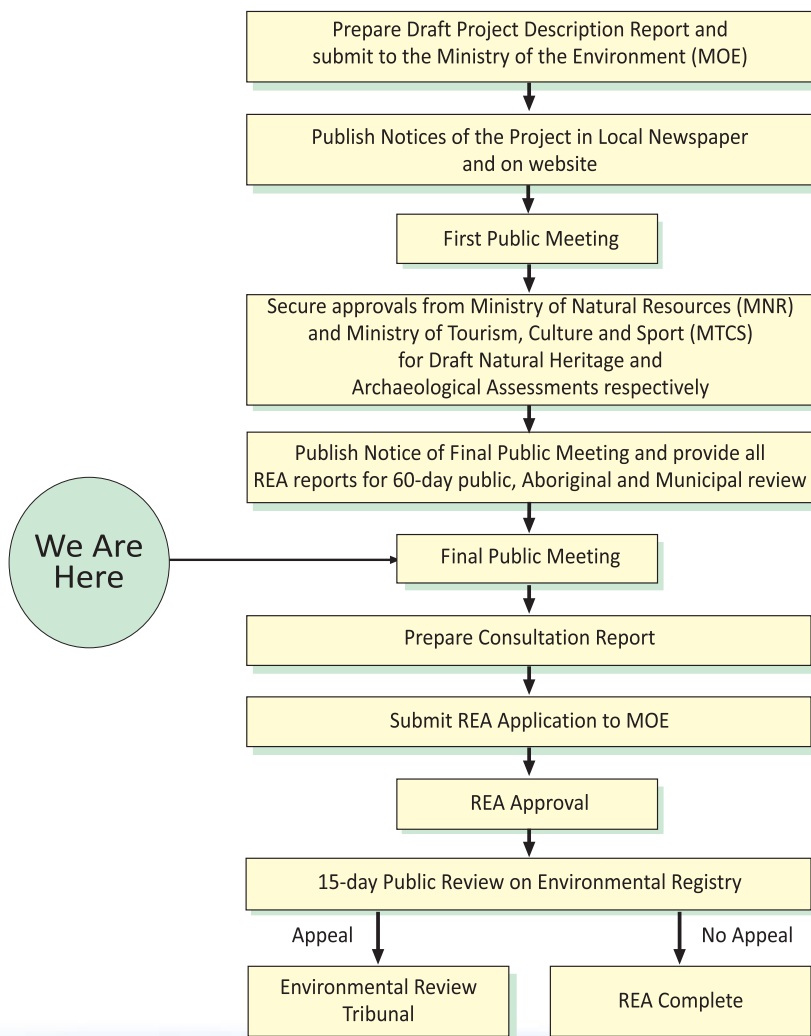 Prepare Draft Project Description Report and
submit to the Ministry of the Environment (MOE)
Publish Notices of the Project in Local Newspaper
and on website
First Public Meeting
Secure approvals from Ministry of Natural Resources (MNR)
and Ministry of Tourism, Culture and Sport (MTCS)
for Draft Natural Heritage and
Archaeological Assessments respectively
Publish Notice of Final Public Meeting and provide all
REA reports for 60-day public, Aboriginal and Municipal review
We Are
Here
Final Public Meeting
Prepare Consultation Report
Submit REA Application to MOE
REA Approval
15-day Public Review on Environmental Registry
Appeal
No Appeal
Environmental Review
Tribunal
REA Complete